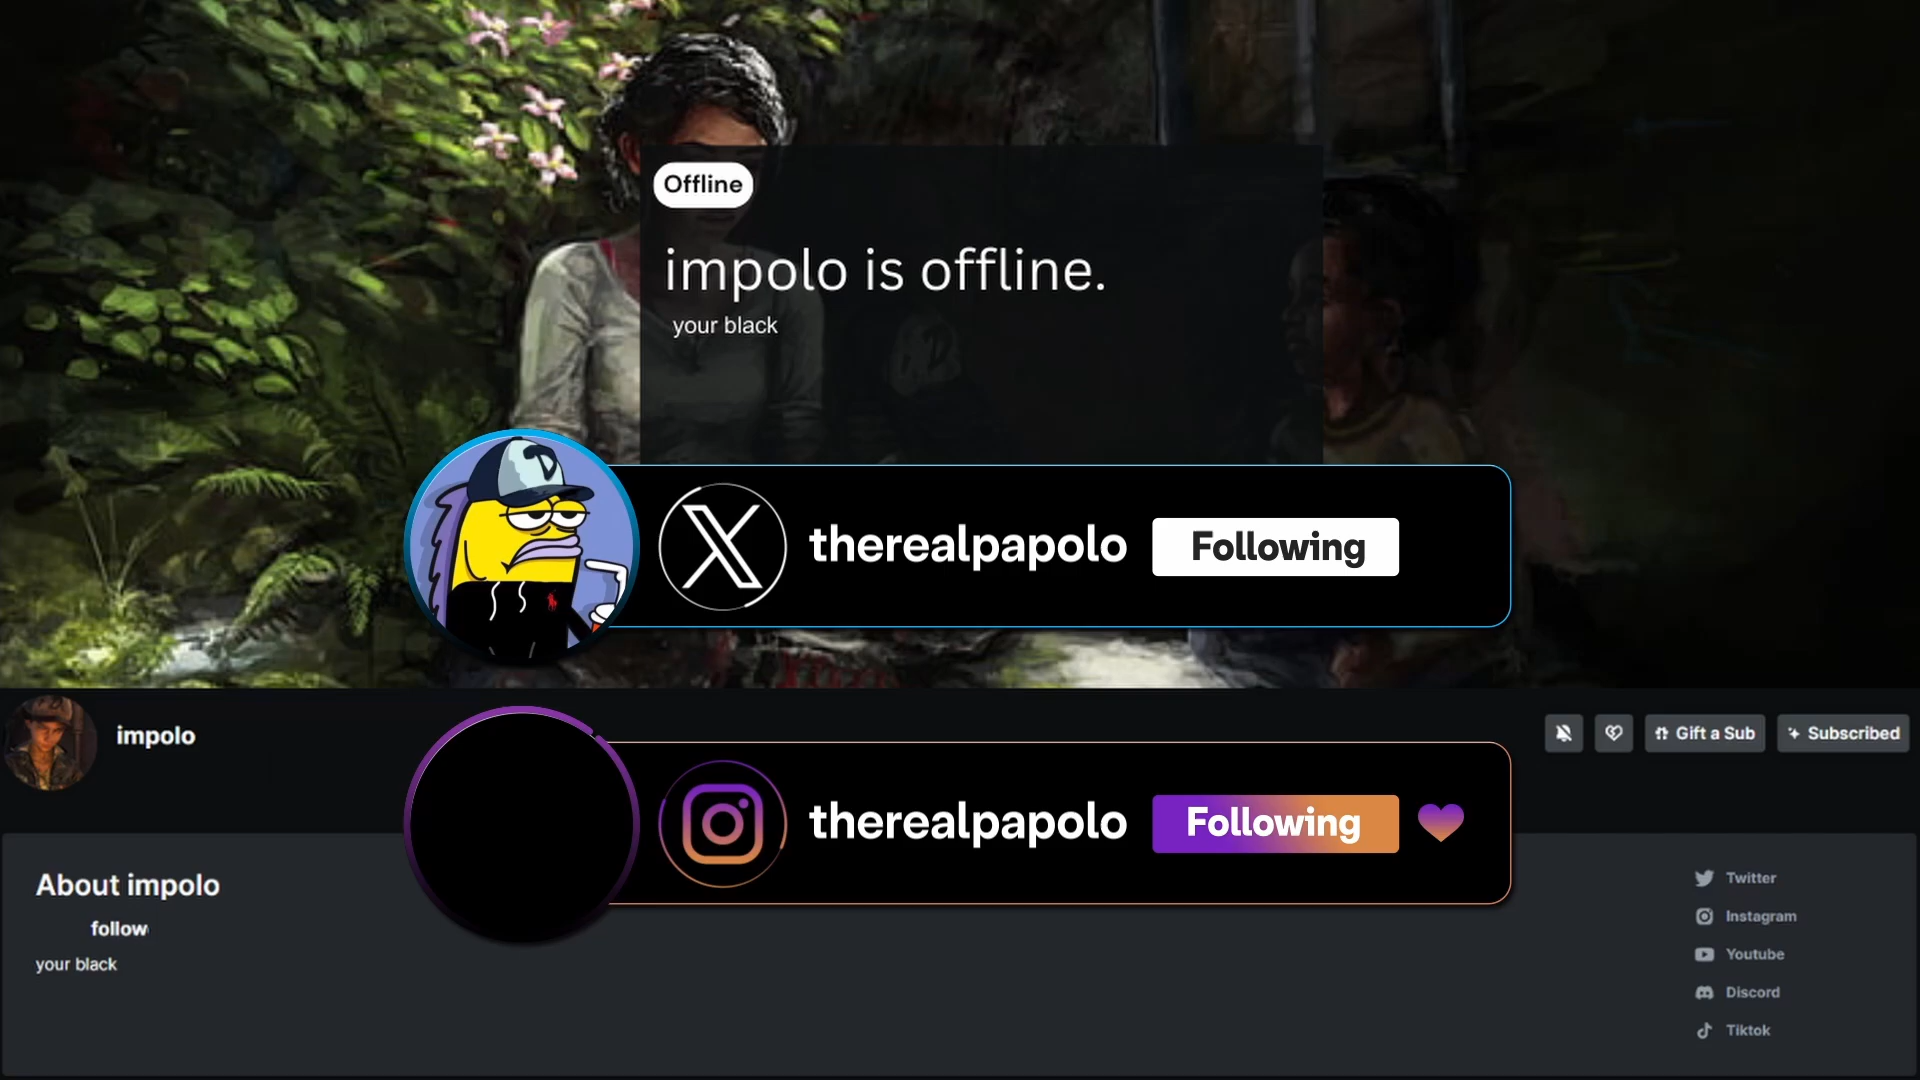 Offline
impolo is offline.
your black
therealpapolo Following
impolo
Gift a Sub
Subscribed
therealpapolo Following
About impolo
follow
your black
Twitter
Instagram
Youtube
Discord
Tiktok